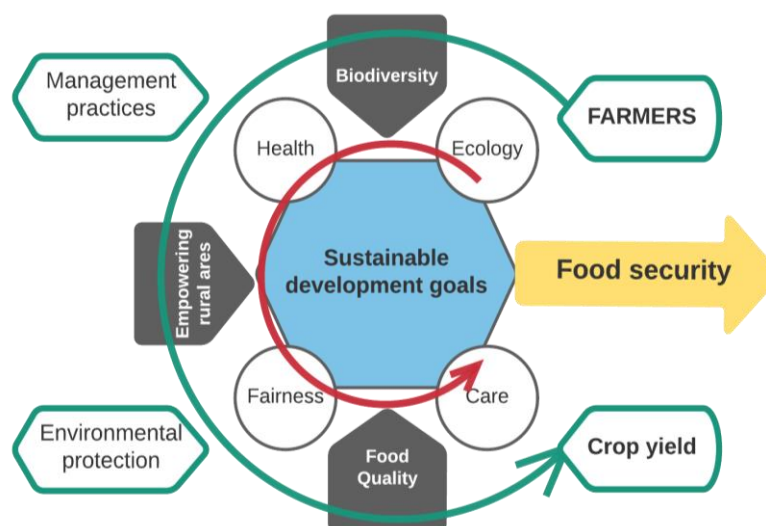 Management
practices
Biodiversity
FARMERS
Health
Ecology
Empowering
rural ares
Sustainable
development goals
Food security
Fairness
Care
Environmental
protection
Food
Quality
Crop yield